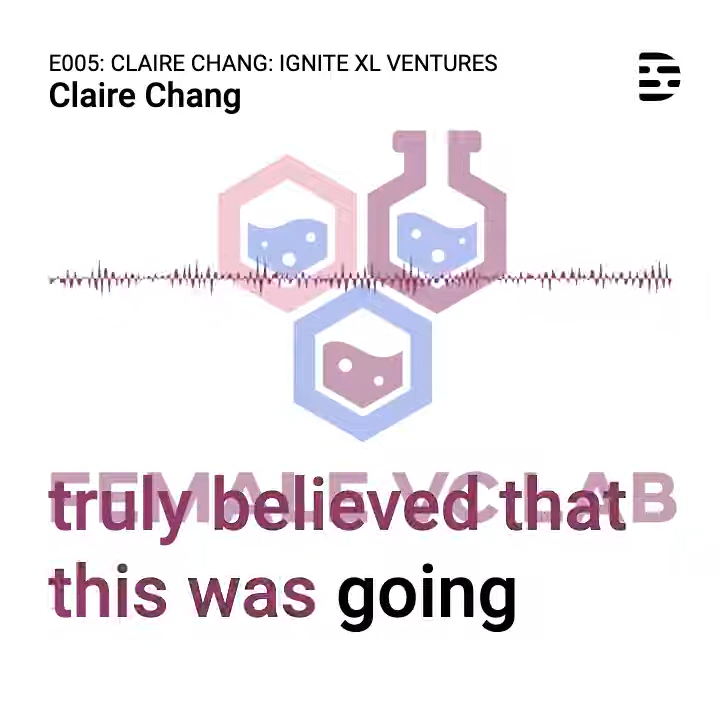 E005: CLAIRE CHANG: IGNITE XL VENTURES
Claire Chang
FEMALE VC LAB
truly believed that
this was going